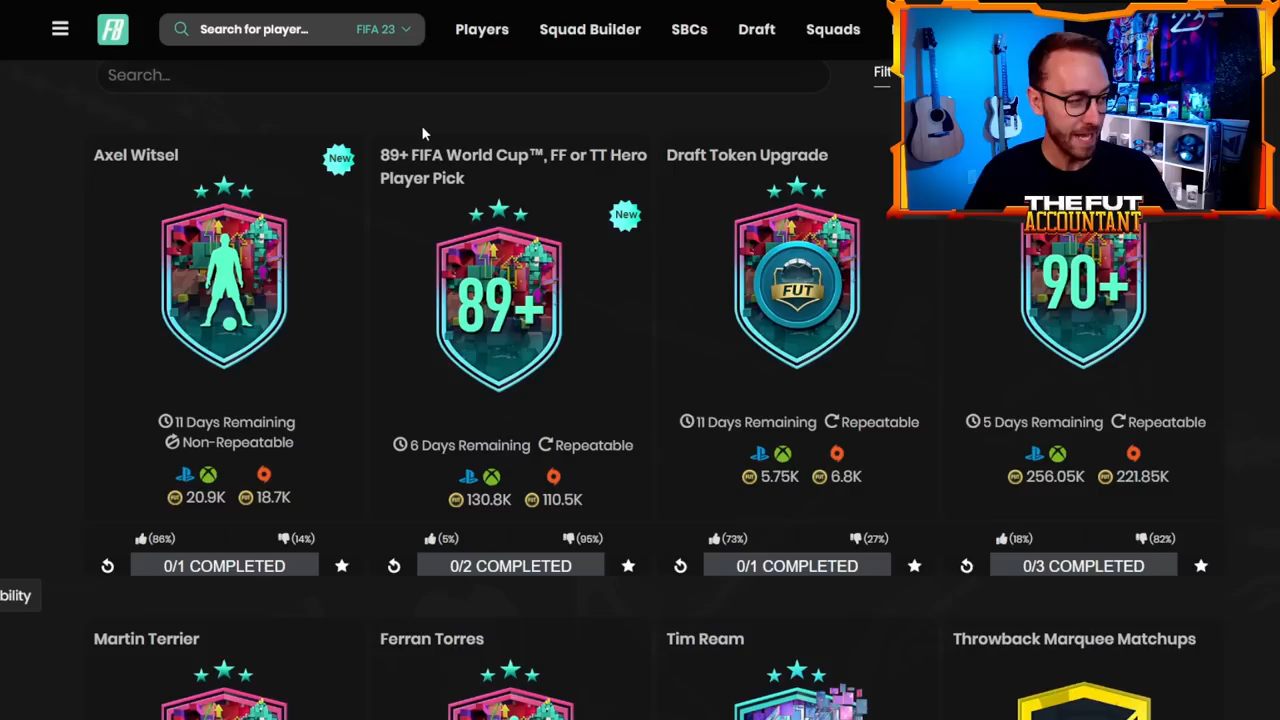 FB
Search for player...
FIFA 23
Players
Squad Builder
SBCs
Draft
Squads
Search...
Filt
THE FUT
ACCOUNTANT
Axel Witsel
New
89+ FIFA World Cup™, FF or TT Hero
Player Pick
New
Draft Token Upgrade
89+
FUT
90+
11 Days Remaining
Non-Repeatable
20.9K
18.7K
6 Days Remaining
Repeatable
130.8K
110.5K
11 Days Remaining
Repeatable
5.75K
6.8K
5 Days Remaining
Repeatable
256.05K
221.85K
(86%)
(14%)
(5%)
(95%)
(73%)
(27%)
(18%)
(82%)
0/1 COMPLETED
0/2 COMPLETED
0/1 COMPLETED
0/3 COMPLETED
bility
Martin Terrier
Ferran Torres
Tim Ream
Throwback Marquee Matchups